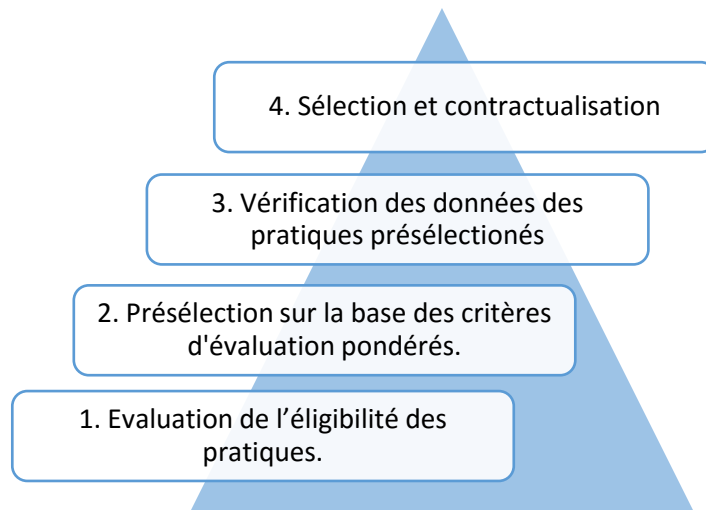 4. Sélection et contractualisation
3. Vérification des données des
pratiques présélectionés
2. Présélection sur la base des critères
d'évaluation pondérés.
1. Evaluation de l’éligibilité des
pratiques.